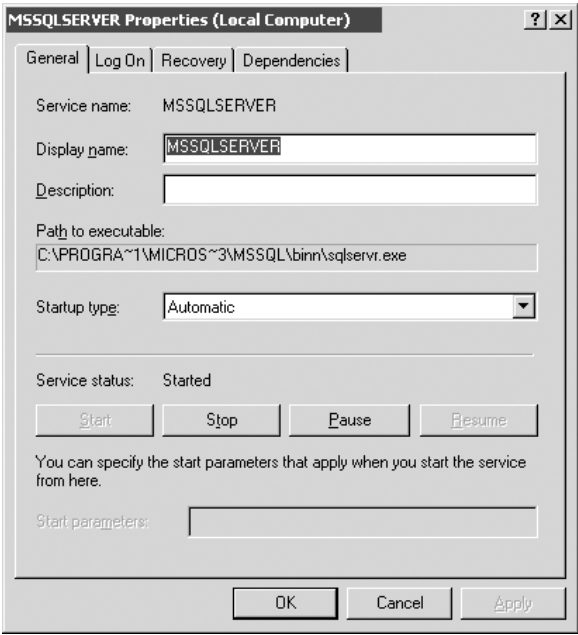 MSSQLSERVER Properties (Local Computer) ? X
General Log On Recovery Dependencies
Service name: MSSQLSERVER
Display name: MSSQLSERVER
Description:
Path to executable:
C:\PROGRA~1\MICROS~3\MSSQL\binn\sqlservr.exe
Startup type: Automatic
Service status: Started
Start Stop Pause Resume
You can specify the start parameters that apply when you start the service
from here.
Start parameters:
OK Cancel Apply